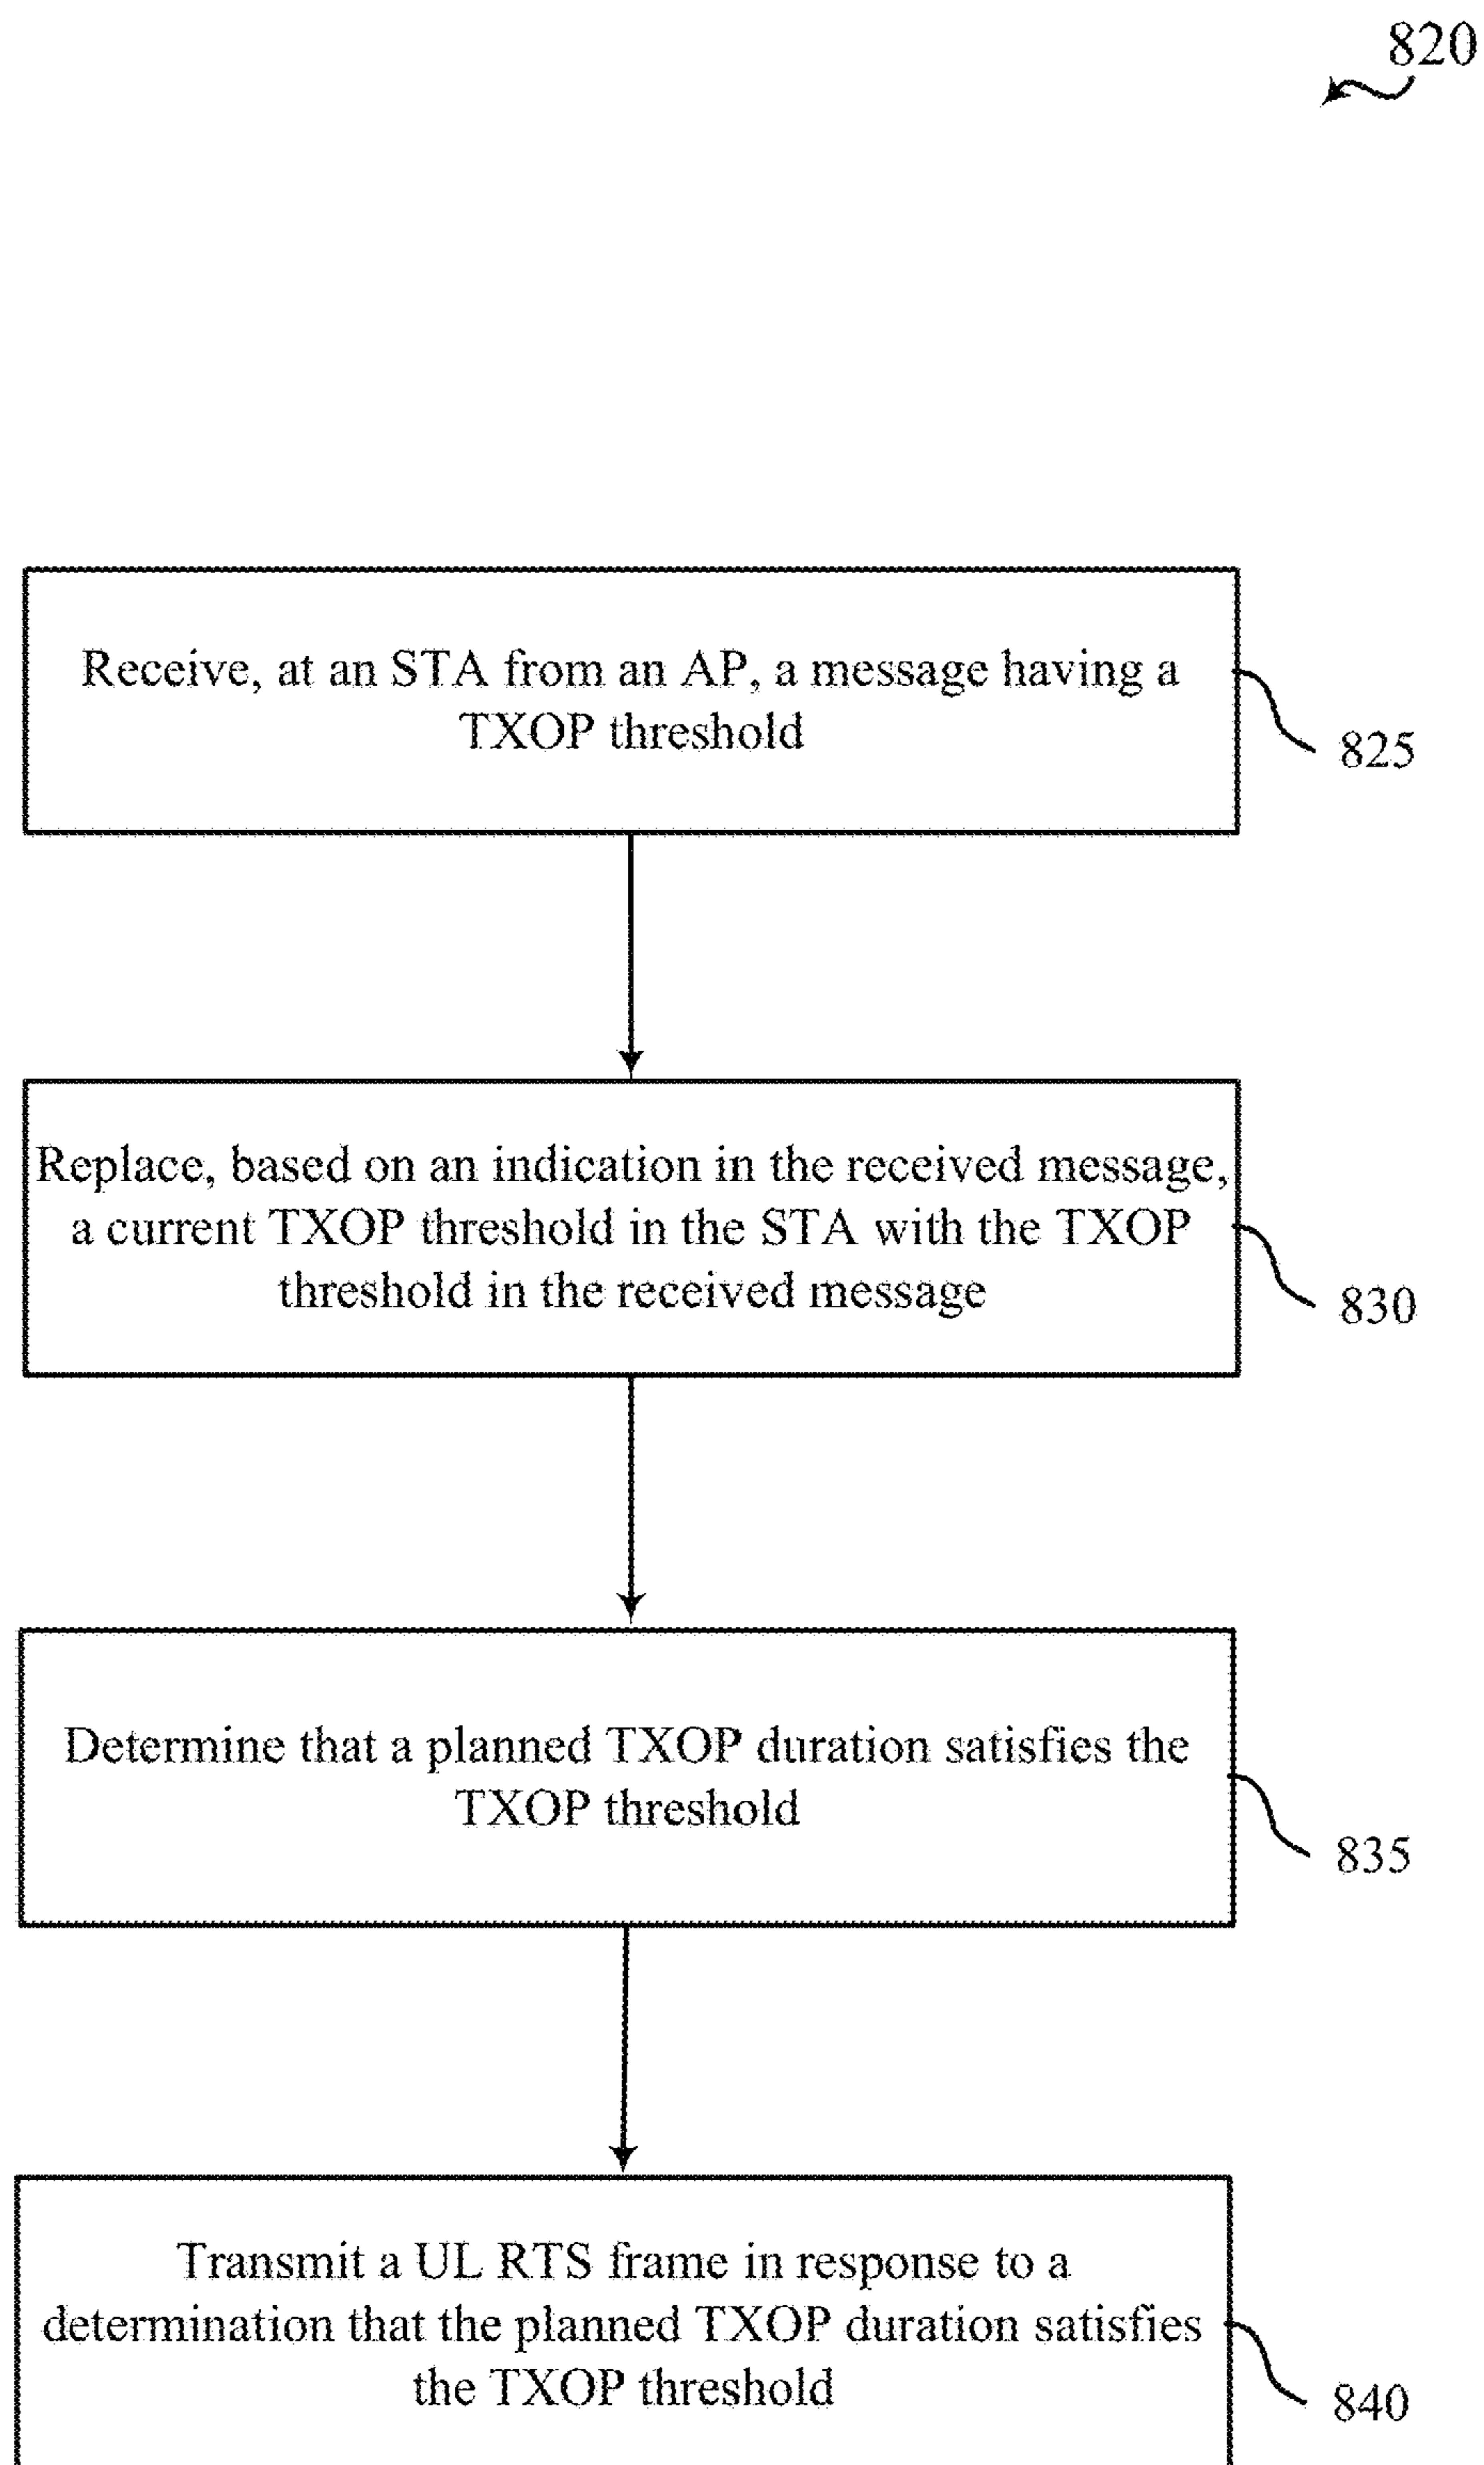 820
Receive, at an STA from an AP, a message having a
TXOP threshold
825
Replace, based on an indication in the received message,
a current TXOP threshold in the STA with the TXOP
threshold in the received message
830
Determine that a planned TXOP duration satisfies the
TXOP threshold
835
Transmit a UL RTS frame in response to a
determination that the planned TXOP duration satisfies
the TXOP threshold
840